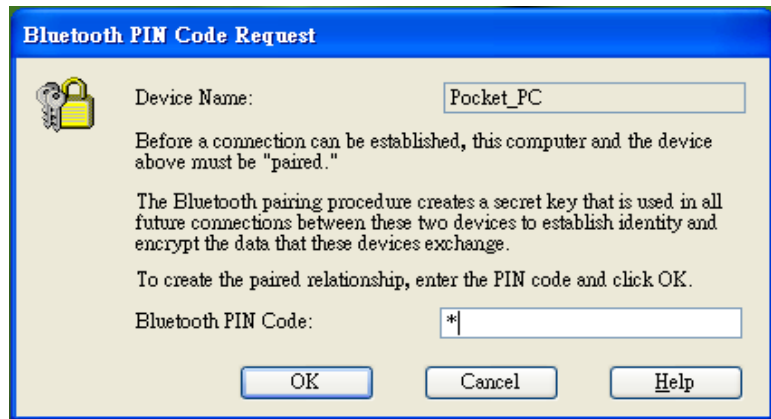 Bluetooth PIN Code Request
Device Name: Pocket_PC
Before a connection can be established, this computer and the device
above must be "paired."
The Bluetooth pairing procedure creates a secret key that is used in all
future connections between these two devices to establish identity and
encrypt the data that these devices exchange.
To create the paired relationship, enter the PIN code and click OK.
Bluetooth PIN Code: *
OK Cancel Help